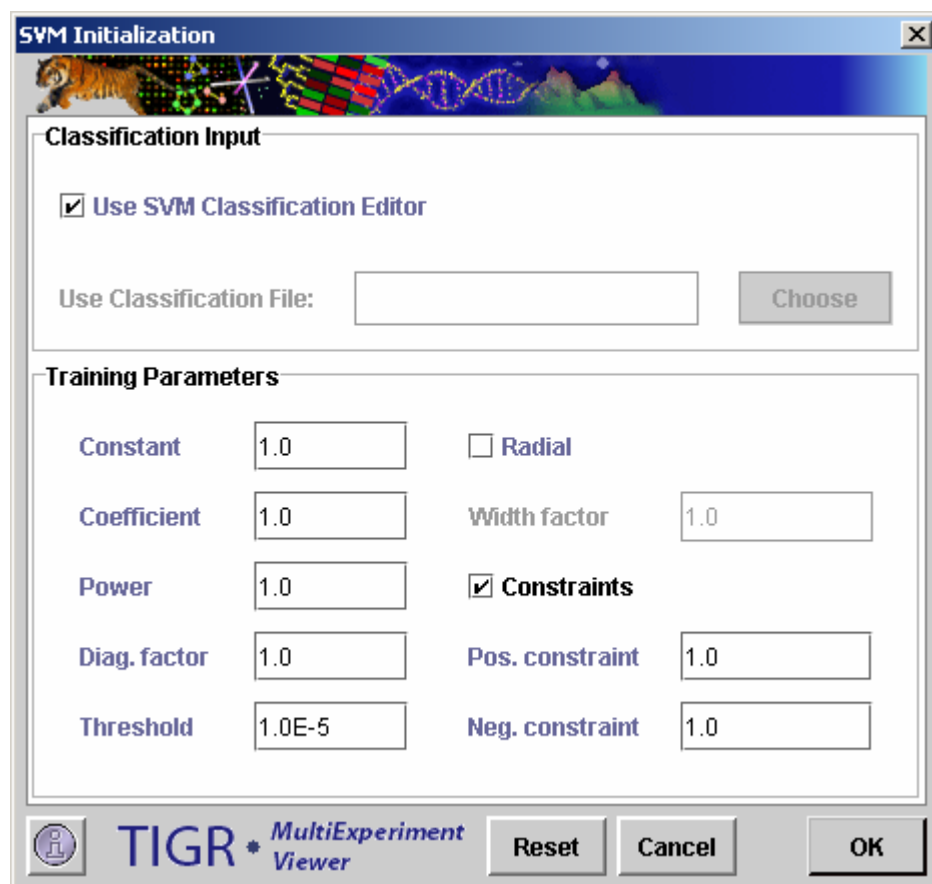 SVM Initialization
Classification Input
Use SVM Classification Editor
Use Classification File: Choose
Training Parameters
Constant 1.0 Radial
Coefficient 1.0 Width factor 1.0
Power 1.0 Constraints
Diag. factor 1.0 Pos. constraint 1.0
Threshold 1.0E-5 Neg. constraint 1.0
TIGR • MultiExperiment
Viewer
Reset Cancel OK